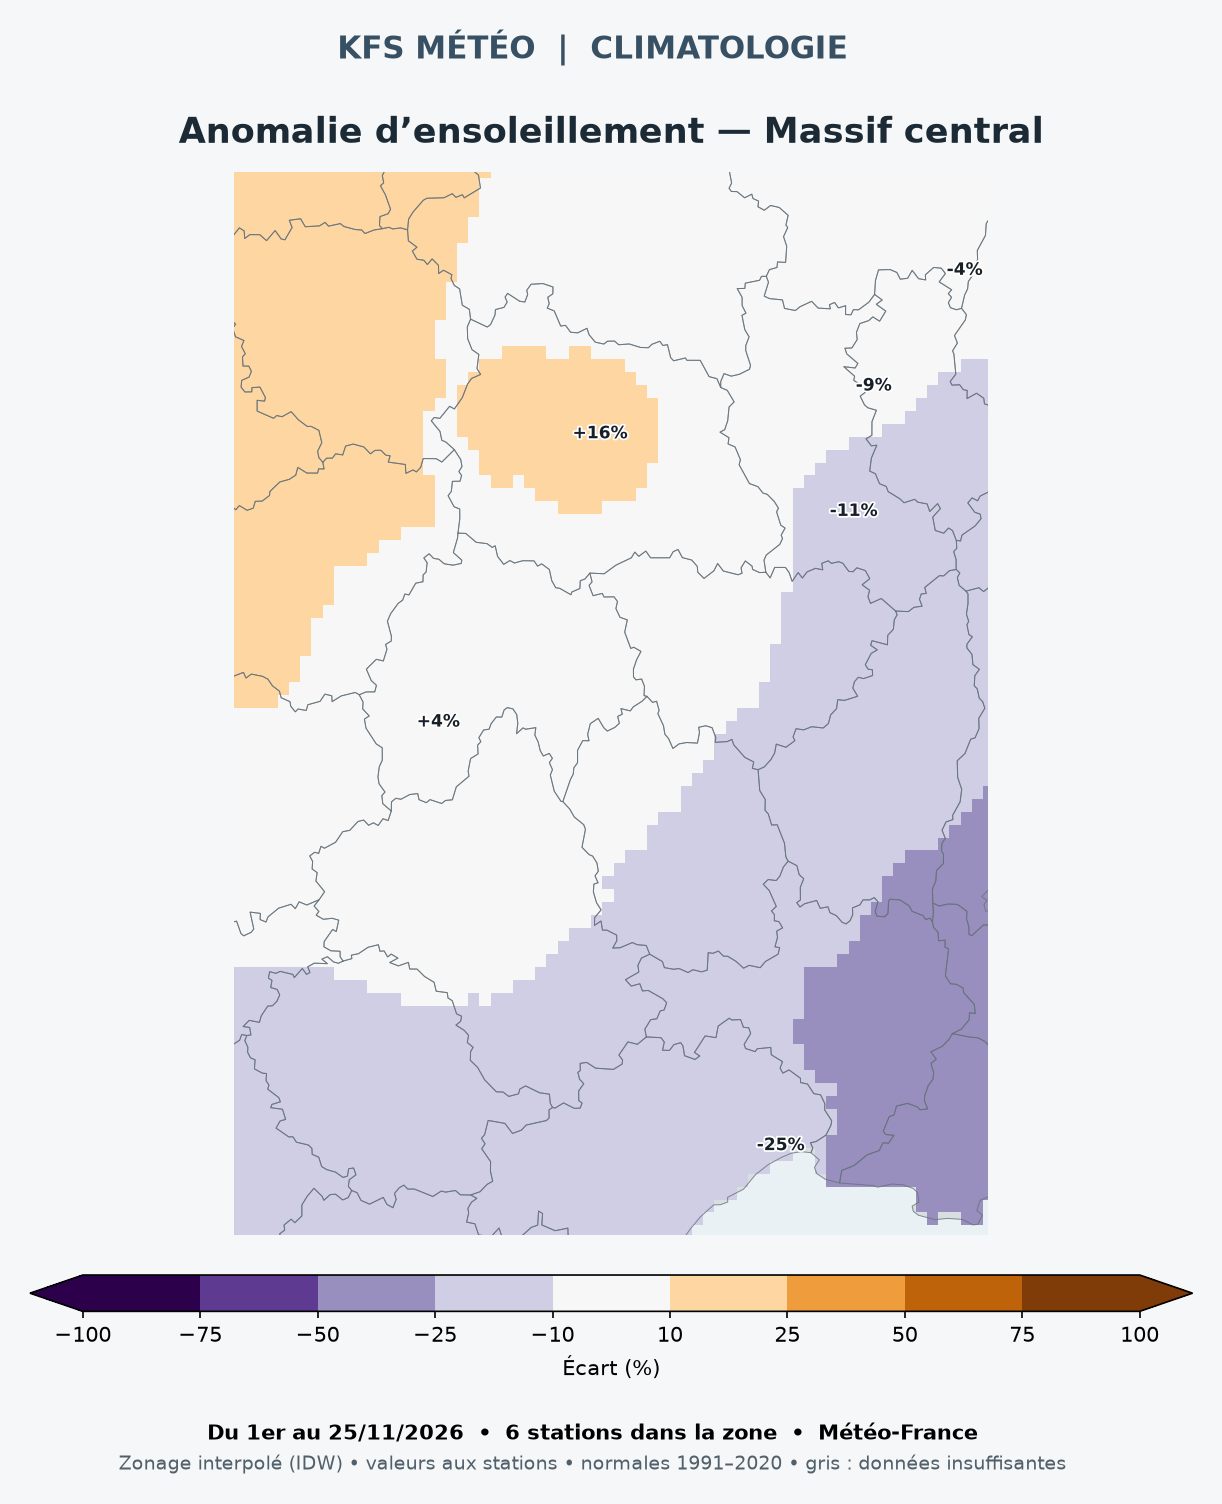 KFS MÉTÉO | CLIMATOLOGIE
Anomalie d’ensoleillement — Massif central
-4%
-9%
+16%
-11%
+4%
-25%
−100 −75 −50 −25 −10 10 25 50 75 100
Écart (%)
Du 1er au 25/11/2026 • 6 stations dans la zone • Météo-France
Zonage interpolé (IDW) • valeurs aux stations • normales 1991–2020 • gris : données insuffisantes